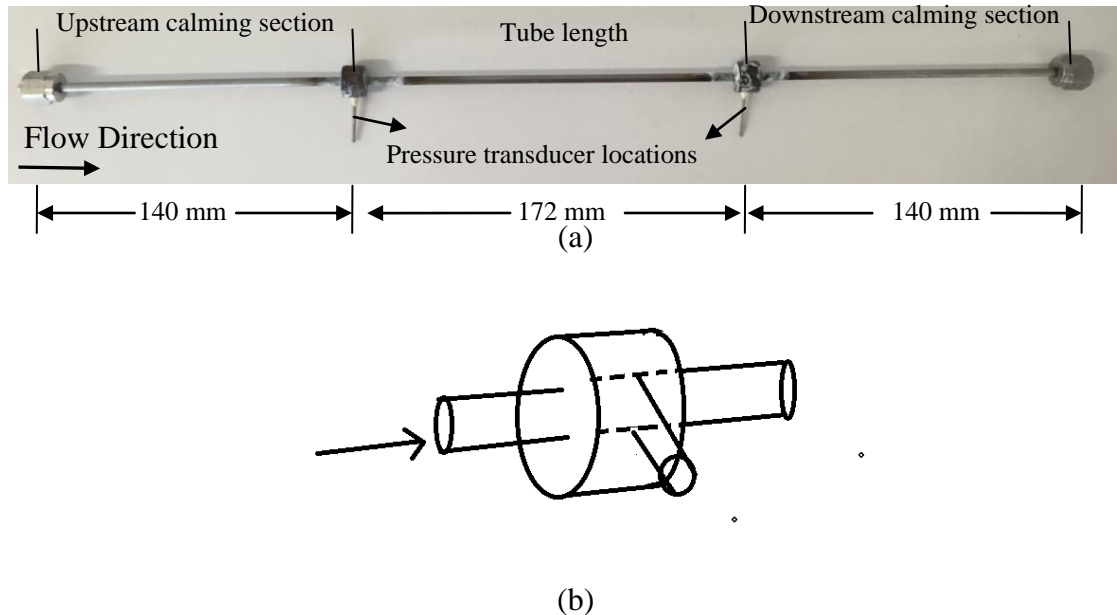 Upstream calming section
Tube length
Downstream calming section
Flow Direction
Pressure transducer locations
140 mm
172 mm
140 mm
(a)
(b)